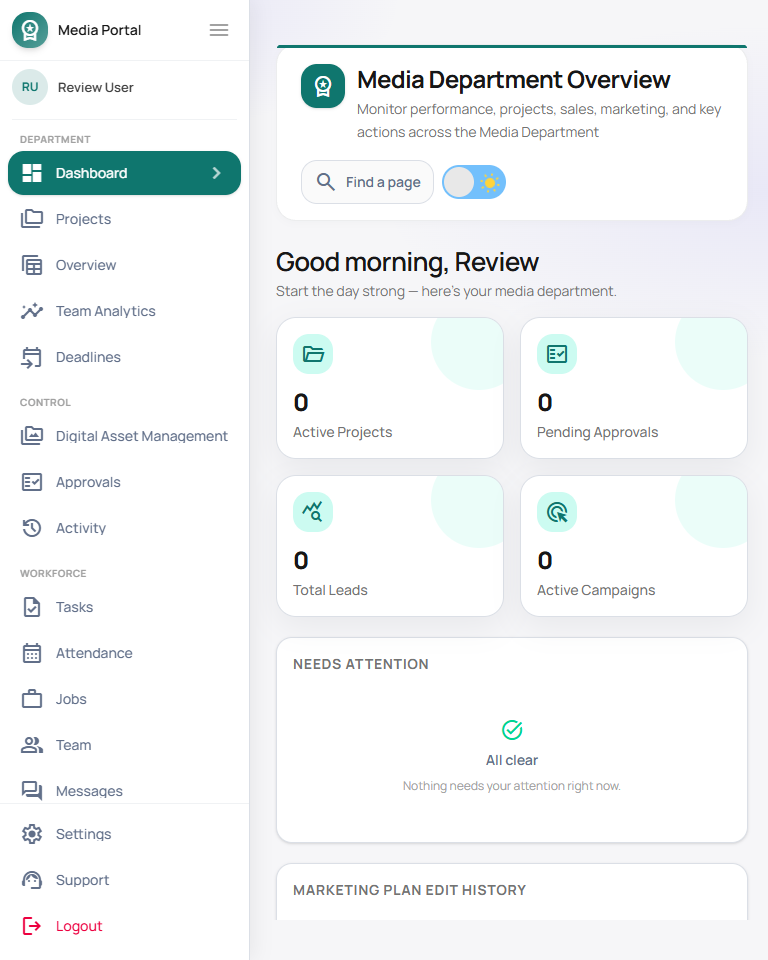 Media Portal
RU
Review User
DEPARTMENT
Dashboard
Projects
Overview
Team Analytics
Deadlines
CONTROL
Digital Asset Management
Approvals
Activity
WORKFORCE
Tasks
Attendance
Jobs
Team
Messages
Settings
Support
Logout
Media Department Overview
Monitor performance, projects, sales, marketing, and key
actions across the Media Department
Find a page
Good morning, Review
Start the day strong — here's your media department.
0
Active Projects
0
Pending Approvals
0
Total Leads
0
Active Campaigns
NEEDS ATTENTION
All clear
Nothing needs your attention right now.
MARKETING PLAN EDIT HISTORY